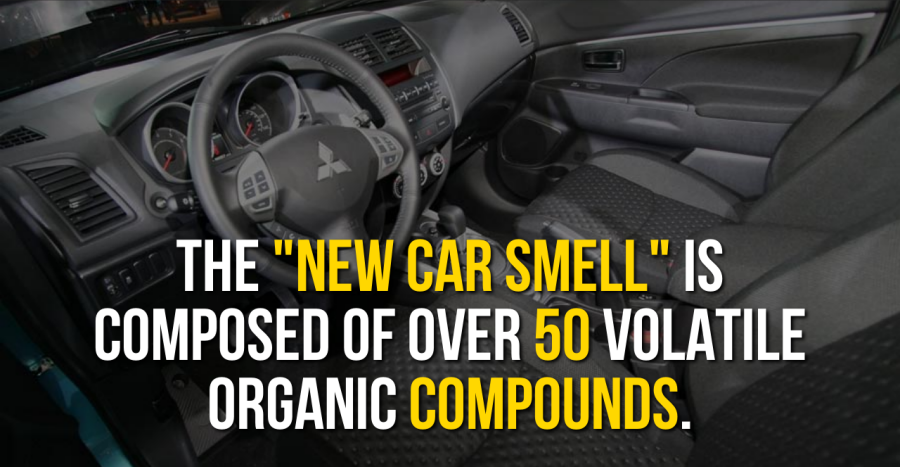 THE "NEW CAR SMELL" IS
COMPOSED OF OVER 50 VOLATILE
ORGANIC COMPOUNDS.